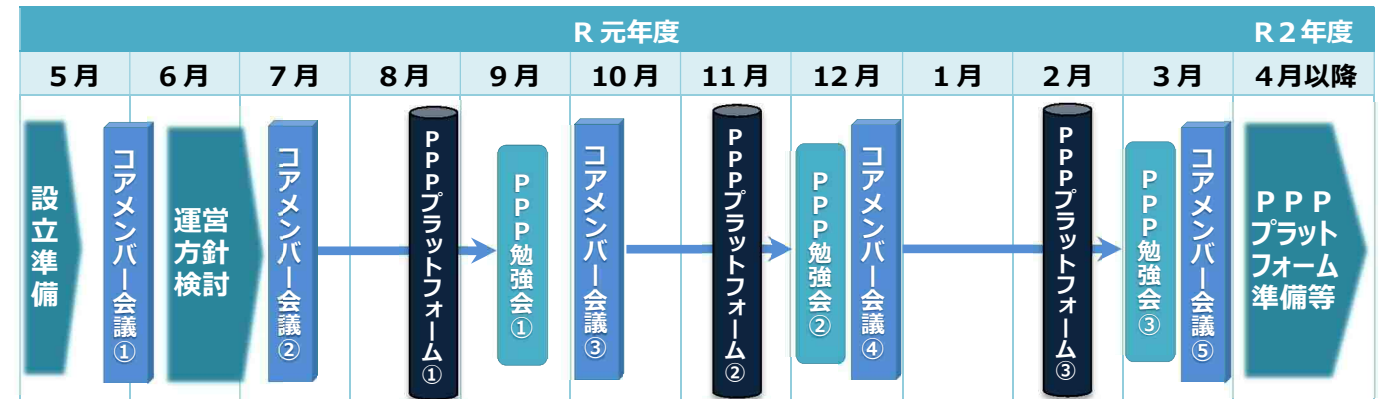 R 元年度
R２年度
5月
6月
7月
8月
9月
10月
11月
12月
1月
2月
3月
4月以降
設立準備
コアメンバー会議①
運営
方針
検討
コアメンバー会議②
PPPプラットフォーム①
PPP勉強会①
コアメンバー会議③
PPPプラットフォーム②
PPP勉強会②
コアメンバー会議④
PPPプラットフォーム③
PPP勉強会③
コアメンバー会議⑤
ＰＰＰ
プラット
フォーム
準備等